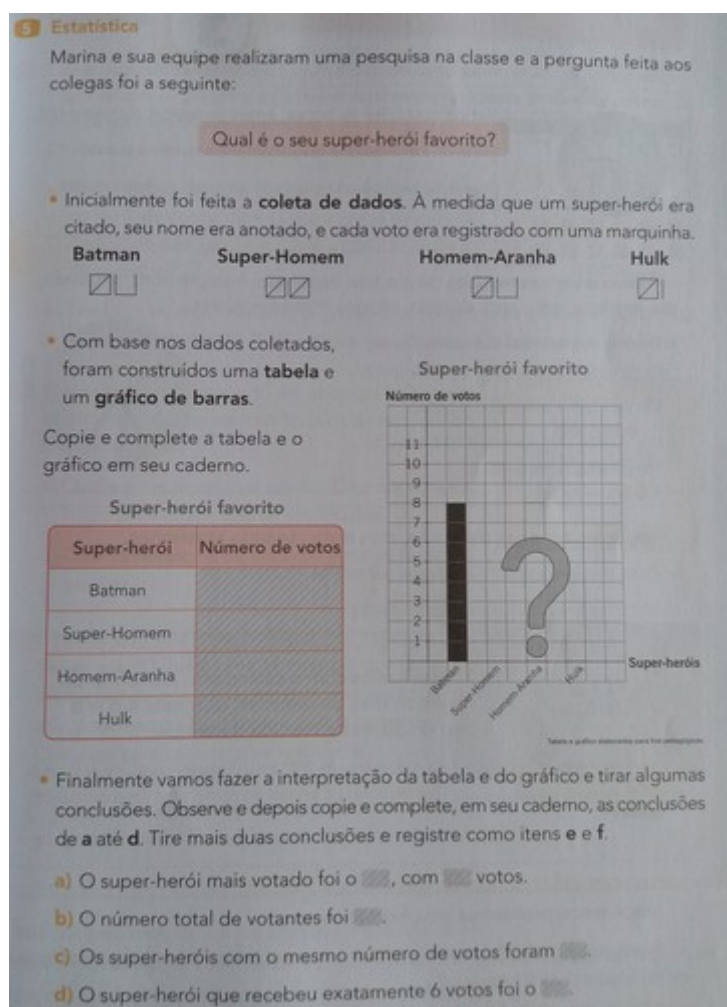 5 Estatística
Marina e sua equipe realizaram uma pesquisa na classe e a pergunta feita aos
colegas foi a seguinte:
Qual é o seu super-herói favorito?
• Inicialmente foi feita a coleta de dados. À medida que um super-herói era
citado, seu nome era anotado, e cada voto era registrado com uma marquinha.
Batman Super-Homem Homem-Aranha Hulk
• Com base nos dados coletados,
foram construídos uma tabela e
um gráfico de barras.
Copie e complete a tabela e o
gráfico em seu caderno.
Super-herói favorito
Super-herói Número de votos
Batman
Super-Homem
Homem-Aranha
Hulk
Super-herói favorito
Número de votos
11
10
9
8
7
6
5
4
3
2
1
?
Super-heróis
Batman
Super-Homem
Homem-Aranha
Hulk
Tabela e gráfico elaborados para fins pedagógicos.
• Finalmente vamos fazer a interpretação da tabela e do gráfico e tirar algumas
conclusões. Observe e depois copie e complete, em seu caderno, as conclusões
de a até d. Tire mais duas conclusões e registre como itens e e f.
a) O super-herói mais votado foi o , com votos.
b) O número total de votantes foi .
c) Os super-heróis com o mesmo número de votos foram .
d) O super-herói que recebeu exatamente 6 votos foi o .